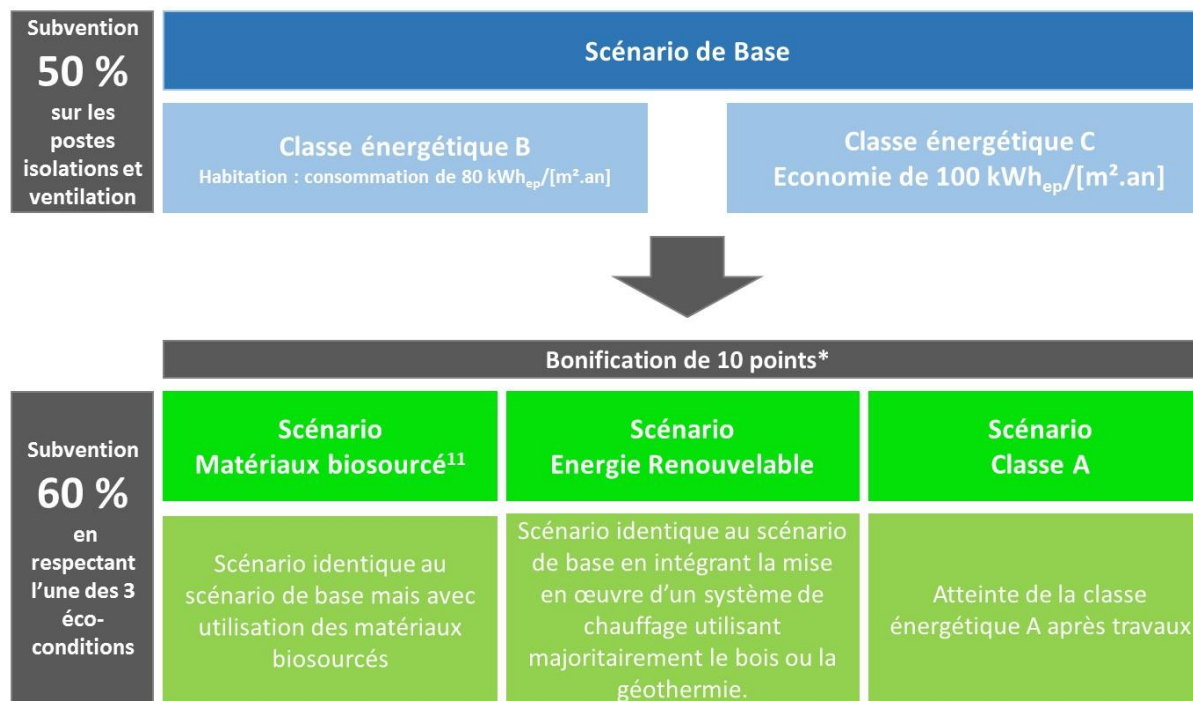 Subvention
50 %
sur les
postes
isolations et
ventilation
Scénario de Base
Classe énergétique B
Habitation : consommation de 80 kWhep/[m².an]
Classe énergétique C
Economie de 100 kWhep/[m².an]
Bonification de 10 points*
Subvention
60 %
en
respectant
l'une des 3
éco-
conditions
Scénario
Matériaux biosourcé¹¹
Scénario identique au
scénario de base mais avec
utilisation des matériaux
biosourcés
Scénario
Energie Renouvelable
Scénario identique au scénario
de base en intégrant la mise
en œuvre d'un système de
chauffage utilisant
majoritairement le bois ou la
géothermie.
Scénario
Classe A
Atteinte de la classe
énergétique A après travaux